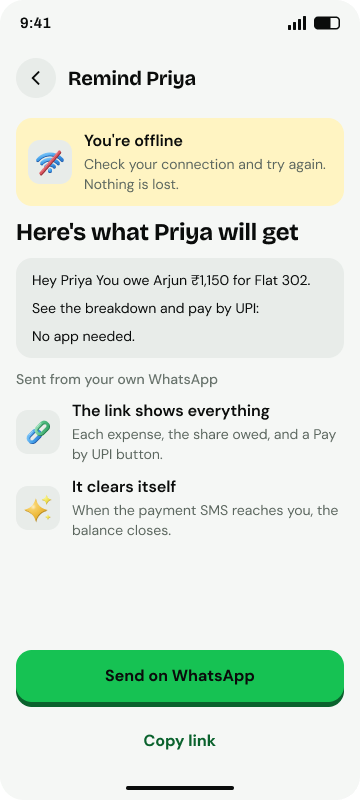 9:41
Remind Priya
You're offline
Check your connection and try again.
Nothing is lost.
Here's what Priya will get
Hey Priya You owe Arjun ₹1,150 for Flat 302.
See the breakdown and pay by UPI:
No app needed.
Sent from your own WhatsApp
The link shows everything
Each expense, the share owed, and a Pay
by UPI button.
It clears itself
When the payment SMS reaches you, the
balance closes.
Send on WhatsApp
Copy link